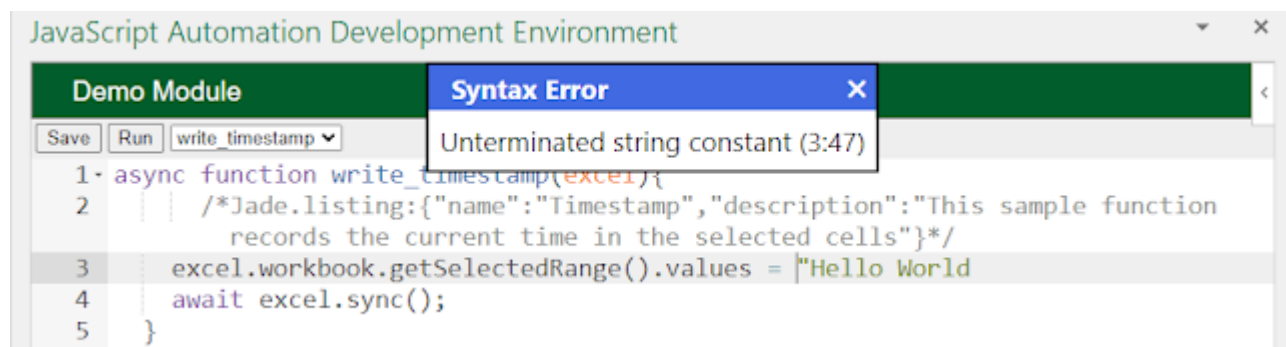 JavaScript Automation Development Environment
Demo Module
Syntax Error
Unterminated string constant (3:47)
Save Run write_timestamp
1 async function write_timestamp(excel){
2 /*Jade.listing:{"name":"Timestamp","description":"This sample function
records the current time in the selected cells"}*/
3 excel.workbook.getSelectedRange().values = "Hello World
4 await excel.sync();
5 }